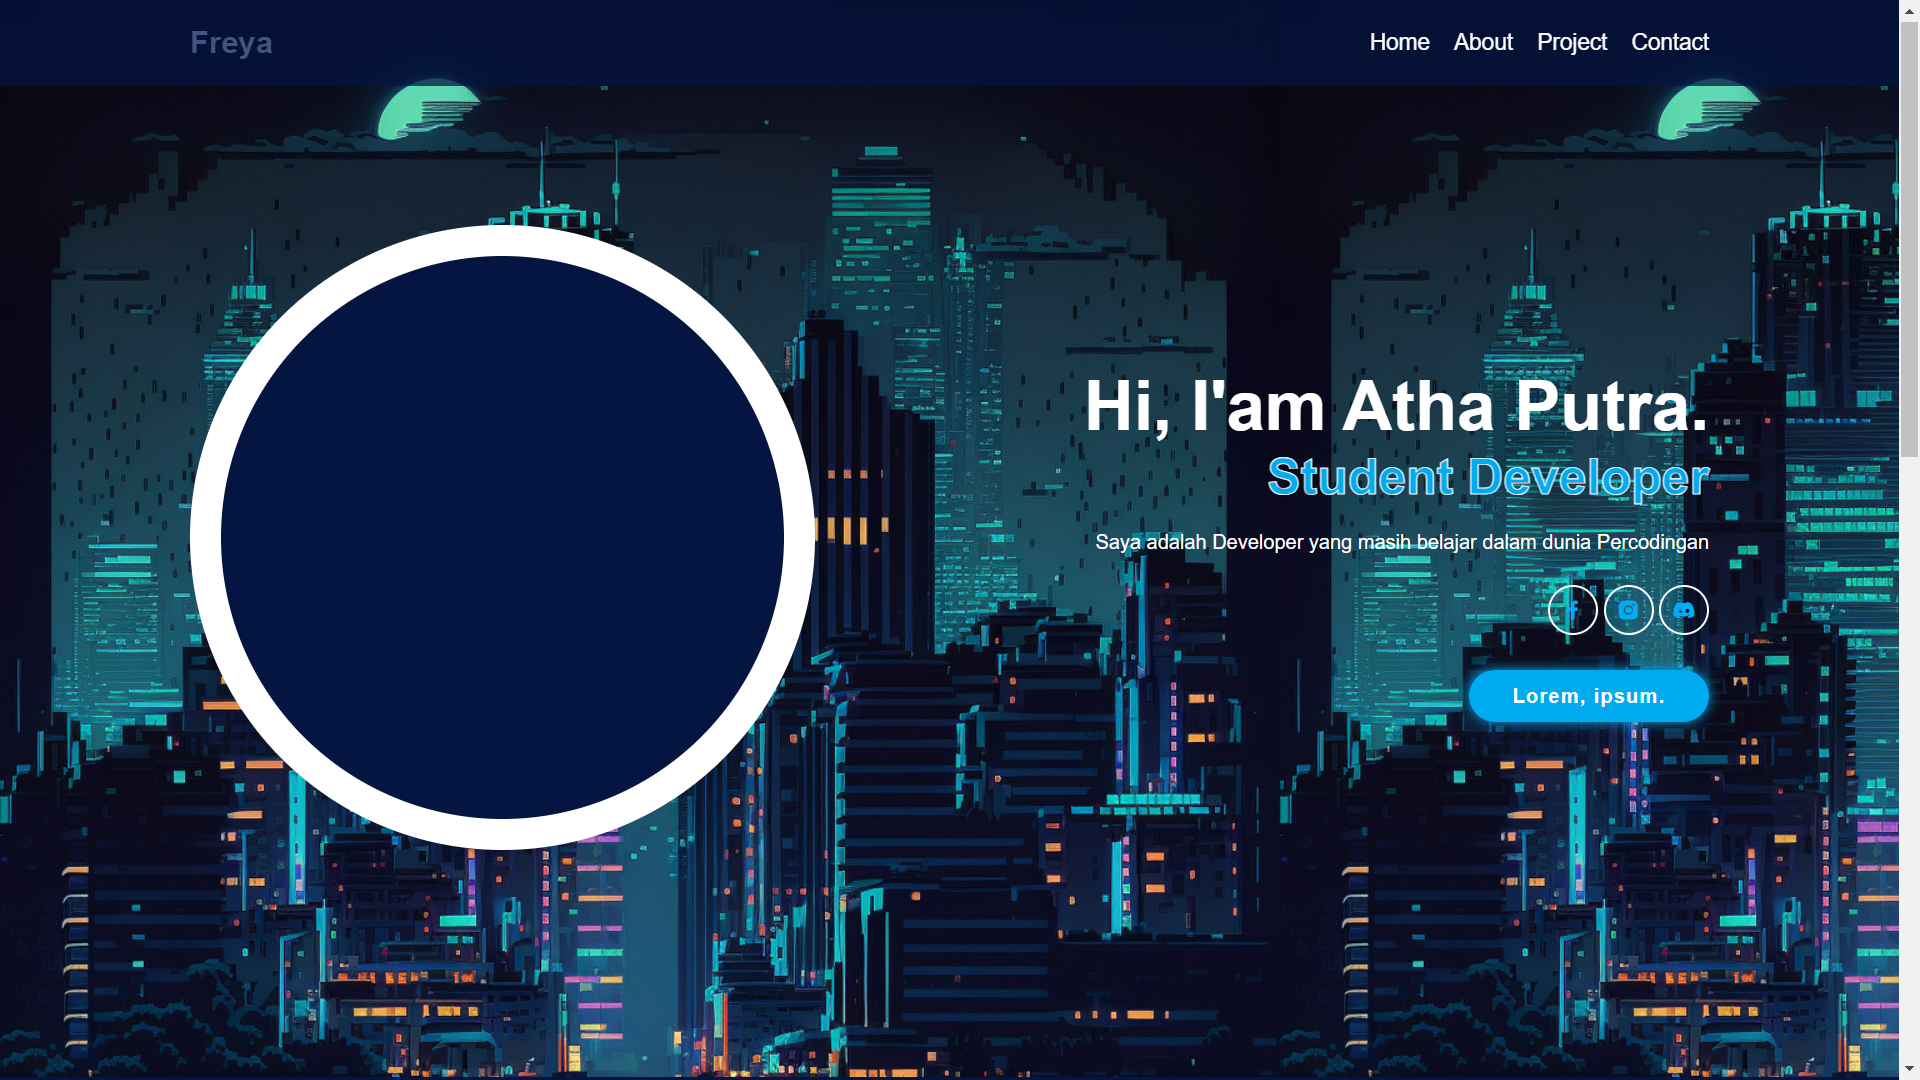 Freya
Home About Project Contact
Hi, I'am Atha Putra.
Student Developer
Saya adalah Developer yang masih belajar dalam dunia Percodingan
Lorem, ipsum.